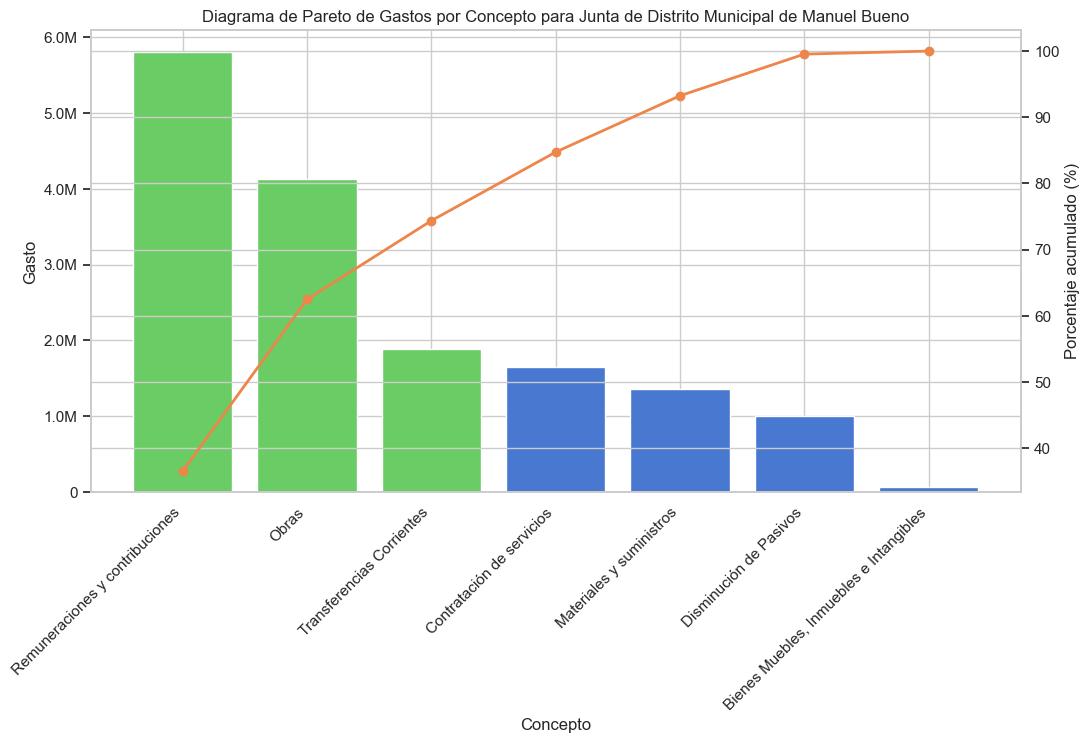 Diagrama de Pareto de Gastos por Concepto para Junta de Distrito Municipal de Manuel Bueno
6.0M
5.0M
4.0M
3.0M
2.0M
1.0M
0
Gasto
100
90
80
70
60
50
40
Porcentaje acumulado (%)
Remuneraciones y contribuciones
Obras
Transferencias Corrientes
Contratación de servicios
Materiales y suministros
Disminución de Pasivos
Bienes Muebles, Inmuebles e Intangibles
Concepto